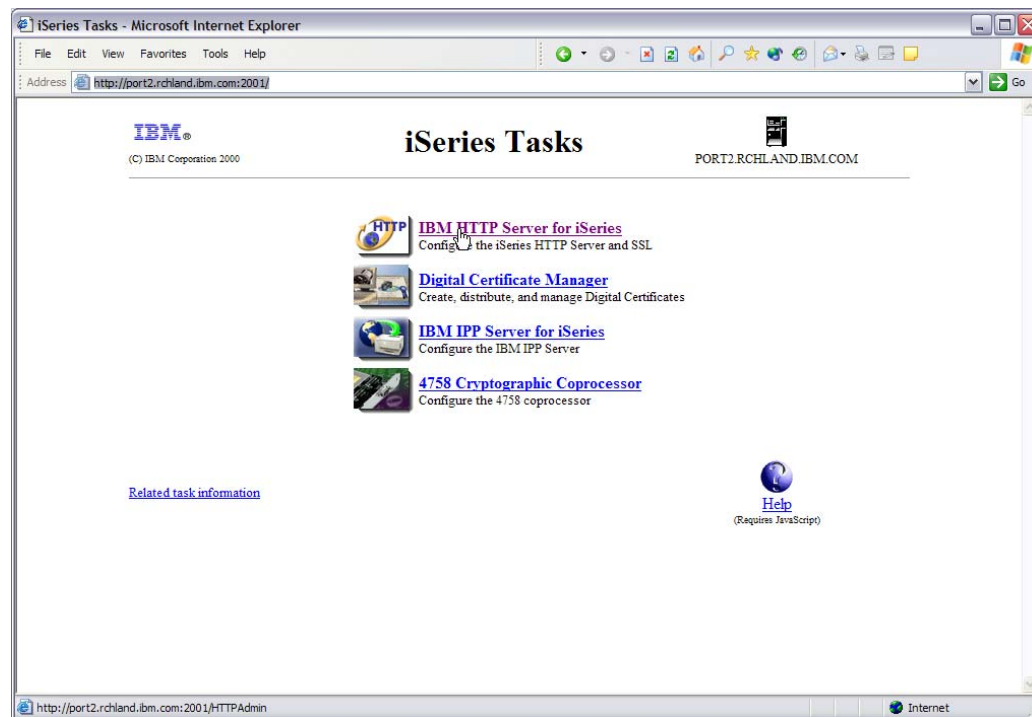 iSeries Tasks - Microsoft Internet Explorer
File Edit View Favorites Tools Help
Address http://port2.rchland.ibm.com:2001/ Go
IBM®
(C) IBM Corporation 2000
iSeries Tasks
PORT2.RCHLAND.IBM.COM
HTTP
IBM HTTP Server for iSeries
Configure the iSeries HTTP Server and SSL
Digital Certificate Manager
Create, distribute, and manage Digital Certificates
IBM IPP Server for iSeries
Configure the IBM IPP Server
4758 Cryptographic Coprocessor
Configure the 4758 coprocessor
Related task information
Help
(Requires JavaScript)
http://port2.rchland.ibm.com:2001/HTTPAdmin Internet